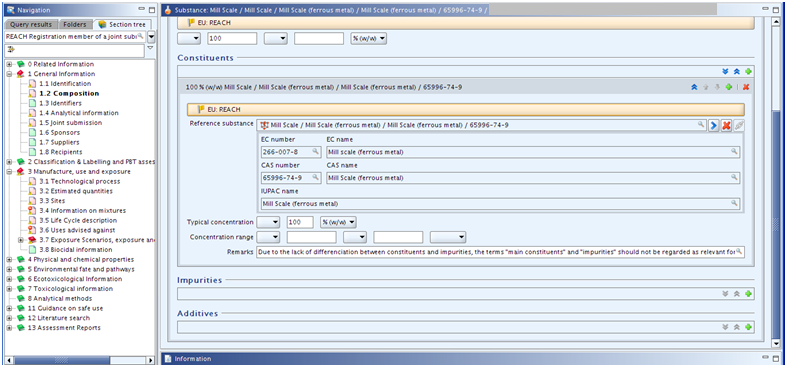 Navigation
Query results
Folders
Section tree
REACH Registration member of a joint subm
0 Related Information
1 General Information
1.1 Identification
1.2 Composition
1.3 Identifiers
1.4 Analytical information
1.5 Joint submission
1.6 Sponsors
1.7 Suppliers
1.8 Recipients
2 Classification & Labelling and PBT asses
3 Manufacture, use and exposure
3.1 Technological process
3.2 Estimated quantities
3.3 Sites
3.4 Information on mixtures
3.5 Life Cycle description
3.6 Uses advised against
3.7 Exposure Scenarios, exposure and
3.8 Biocidal information
4 Physical and chemical properties
5 Environmental fate and pathways
6 Ecotoxicological Information
7 Toxicological information
8 Analytical methods
11 Guidance on safe use
12 Literature search
13 Assessment Reports
Substance: Mill Scale / Mill Scale (ferrous metal) / Mill Scale (ferrous metal) / 65996-74-9 /
EU: REACH
100 % (w/w)
Constituents
100 % (w/w) Mill Scale / Mill Scale (ferrous metal) / Mill Scale (ferrous metal) / 65996-74-9
EU: REACH
Reference substance Mill Scale / Mill Scale (ferrous metal) / Mill Scale (ferrous metal) / 65996-74-9
EC number EC name
266-007-8 Mill scale (ferrous metal)
CAS number CAS name
65996-74-9 Mill Scale (ferrous metal)
IUPAC name
Mill Scale (ferrous metal)
Typical concentration 100 % (w/w)
Concentration range
Remarks Due to the lack of differenciation between constituents and impurities, the terms "main constituents" and "impurities" should not be regarded as relevant for
Impurities
Additives
Information